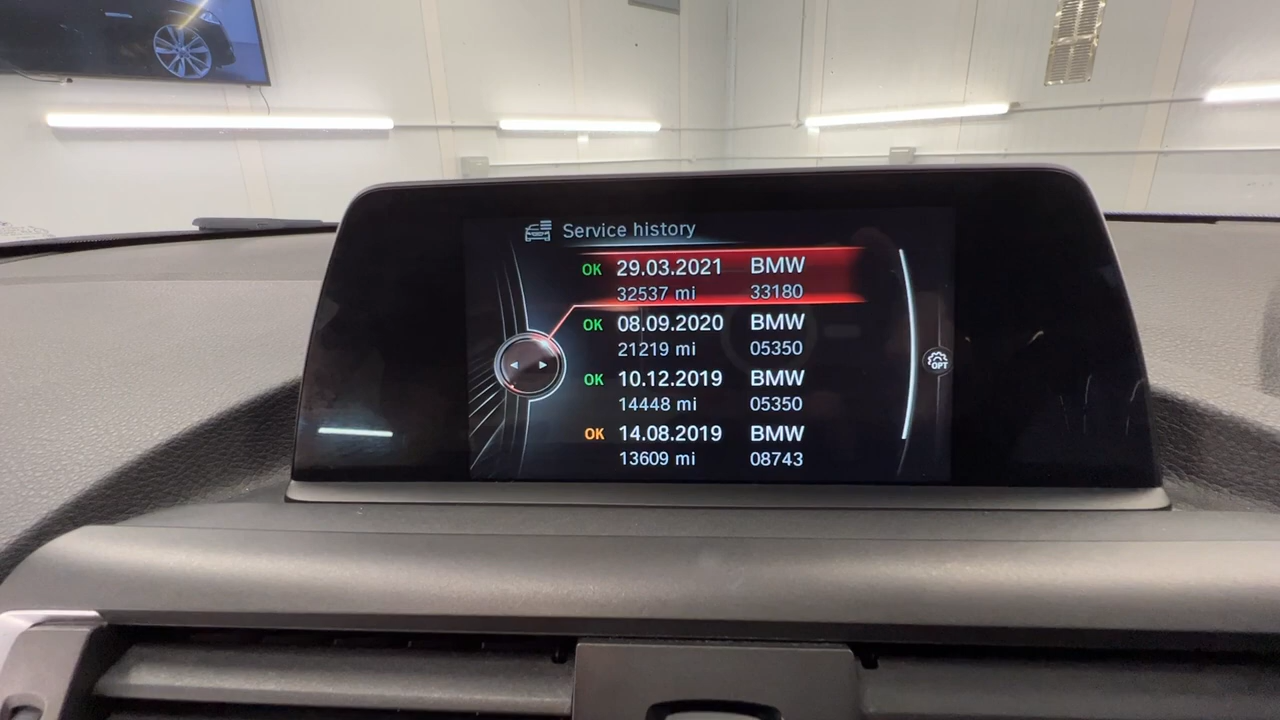 Service history
OK 29.03.2021 BMW
32537 mi 33180
OK 08.09.2020 BMW
21219 mi 05350
OK 10.12.2019 BMW
14448 mi 05350
OK 14.08.2019 BMW
13609 mi 08743
OPT